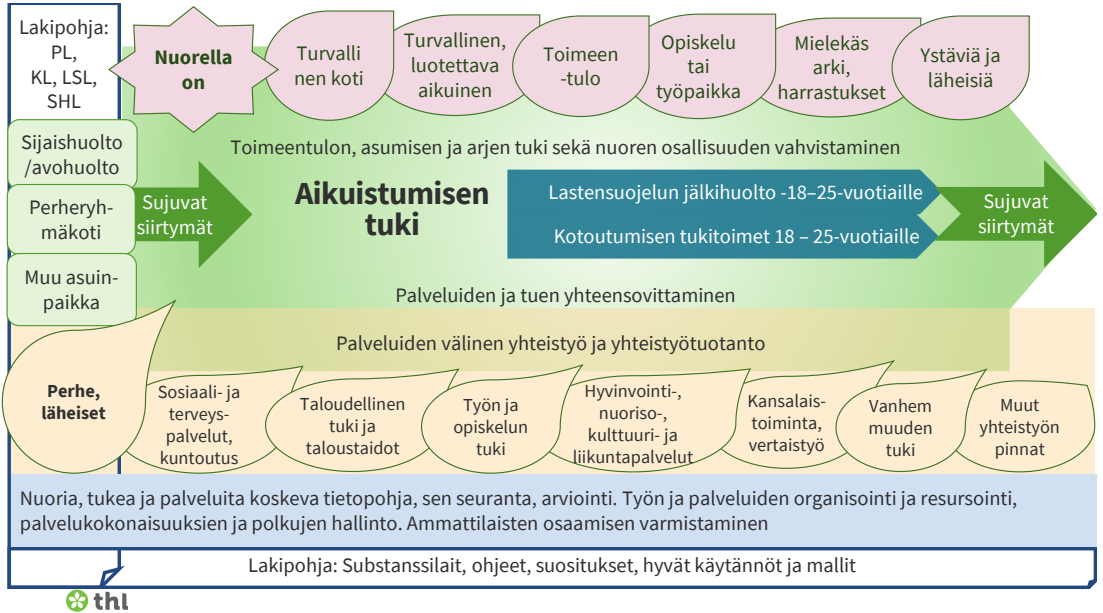 Lakipohja:
PL,
KL, LSL,
SHL
Nuorella
on
Turvalli
nen koti
Turvallinen,
luotettava
aikuinen
Toimeen
-tulo
Opiskelu
tai
työpaikka
Mielekäs
arki,
harrastukset
Ystäviä ja
läheisiä
Sijaishuolto
/avohuolto
Perheryh-
mäkoti
Muu asuin-
paikka
Toimeentulon, asumisen ja arjen tuki sekä nuoren osallisuuden vahvistaminen
Sujuvat
siirtymät
Aikuistumisen
tuki
Lastensuojelun jälkihuolto -18–25-vuotiaille
Kotoutumisen tukitoimet 18 – 25-vuotiaille
Sujuvat
siirtymät
Palveluiden ja tuen yhteensovittaminen
Palveluiden välinen yhteistyö ja yhteistyötuotanto
Perhe,
läheiset
Sosiaali- ja
terveys-
palvelut,
kuntoutus
Taloudellinen
tuki ja
taloustaidot
Työn ja
opiskelun
tuki
Hyvinvointi-,
nuoriso-,
kulttuuri- ja
liikuntapalvelut
Kansalais-
toiminta,
vertaistyö
Vanhem
muuden
tuki
Muut
yhteistyön
pinnat
Nuoria, tukea ja palveluita koskeva tietopohja, sen seuranta, arviointi. Työn ja palveluiden organisointi ja resursointi,
palvelukokonaisuuksien ja polkujen hallinto. Ammattilaisten osaamisen varmistaminen
Lakipohja: Substanssilait, ohjeet, suositukset, hyvät käytännöt ja mallit
thl